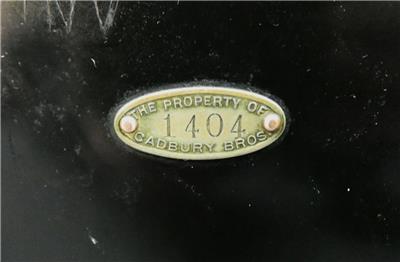 THE PROPERTY OF
1404
CADBURY BROS.